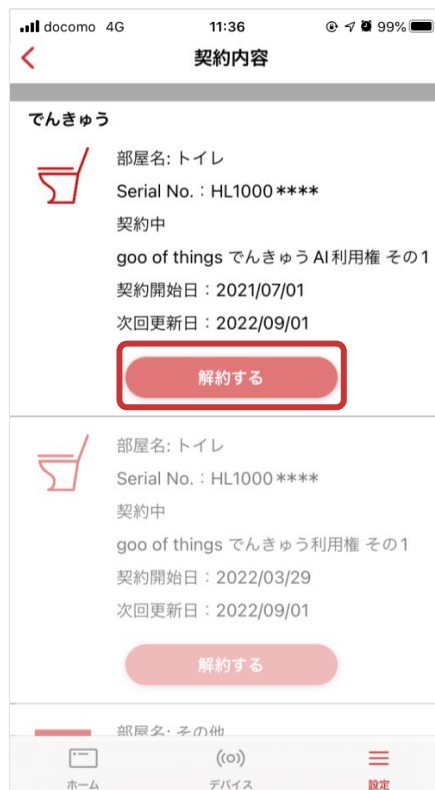 docomo 4G 11:36 99%
契約内容
でんきゅう
部屋名: トイレ
Serial No.：HL1000****
契約中
goo of things でんきゅう AI利用権 その1
契約開始日：2021/07/01
次回更新日：2022/09/01
解約する
部屋名: トイレ
Serial No.：HL1000****
契約中
goo of things でんきゅう利用権 その1
契約開始日：2022/03/29
次回更新日：2022/09/01
解約する
部屋名: その他
ホーム デバイス 設定